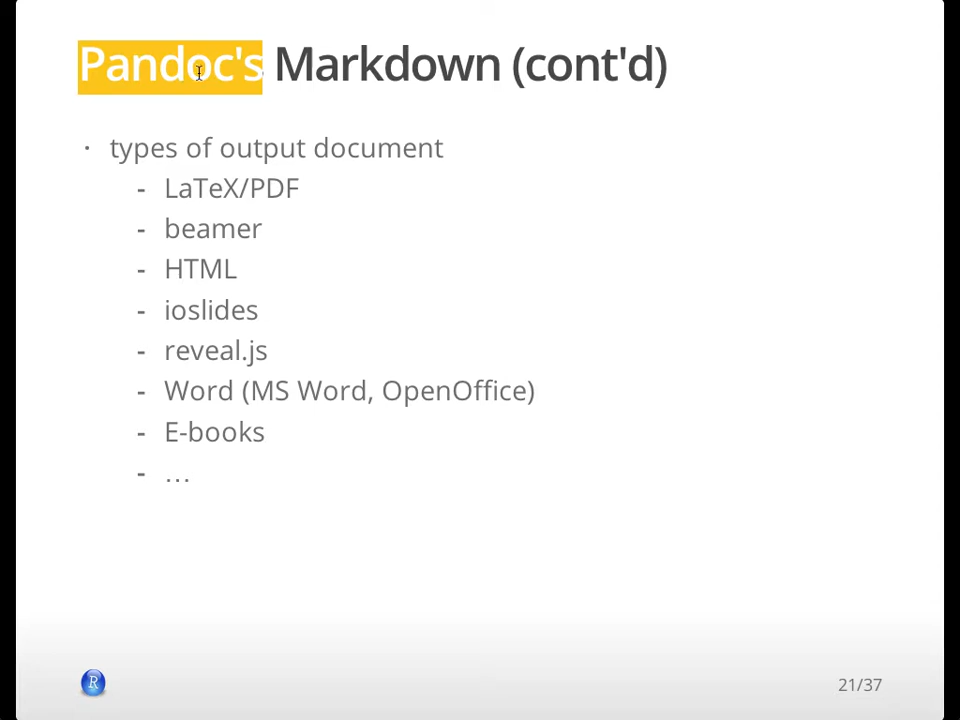 Pandoc's Markdown (cont'd)
· types of output document
- LaTeX/PDF
- beamer
- HTML
- ioslides
- reveal.js
- Word (MS Word, OpenOffice)
- E-books
- …
R
21/37